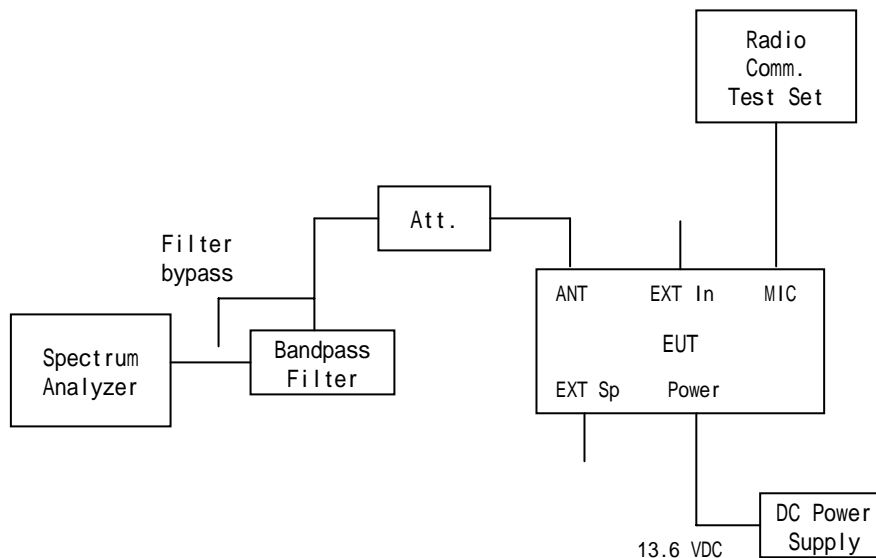 Radio
Comm.
Test Set
Att.
Filter
bypass
ANT EXT In MIC
EUT
EXT Sp Power
Spectrum
Analyzer
Bandpass
Filter
DC Power
Supply
13.6 VDC